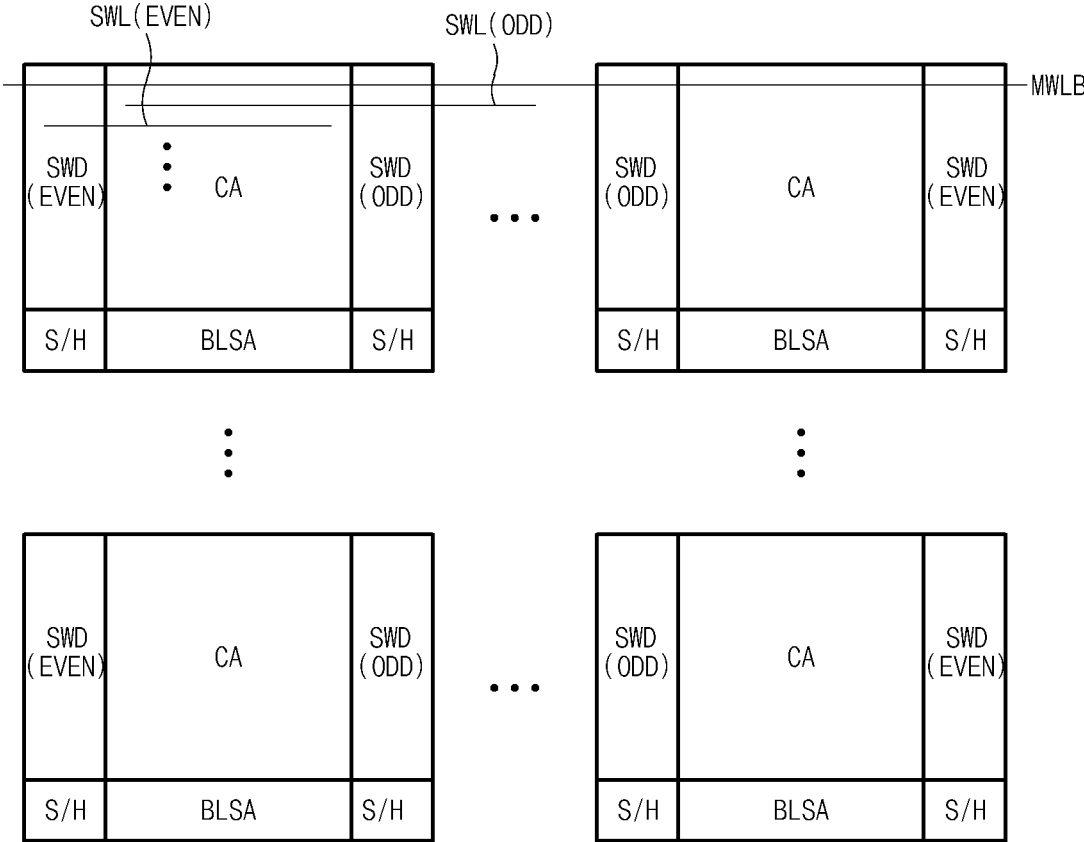 SWL(EVEN)
SWL(ODD)
MWLB
SWD
(EVEN)
CA
SWD
(ODD)
SWD
(ODD)
CA
SWD
(EVEN)
S/H
BLSA
S/H
S/H
BLSA
S/H
SWD
(EVEN)
CA
SWD
(ODD)
SWD
(ODD)
CA
SWD
(EVEN)
S/H
BLSA
S/H
S/H
BLSA
S/H